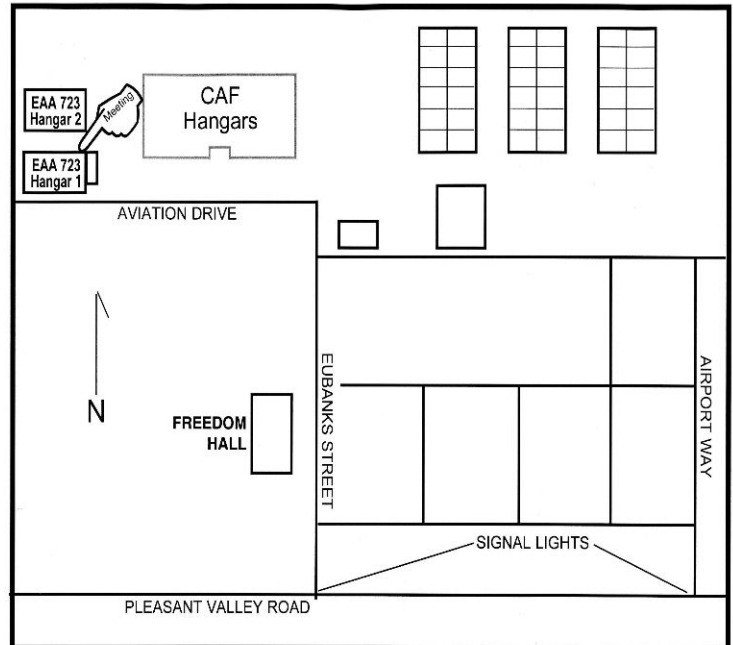 CAF
Hangars
EAA 723
Hangar 2
Meeting
EAA 723
Hangar 1
AVIATION DRIVE
N
FREEDOM
HALL
EUBANKS STREET
AIRPORT WAY
SIGNAL LIGHTS
PLEASANT VALLEY ROAD